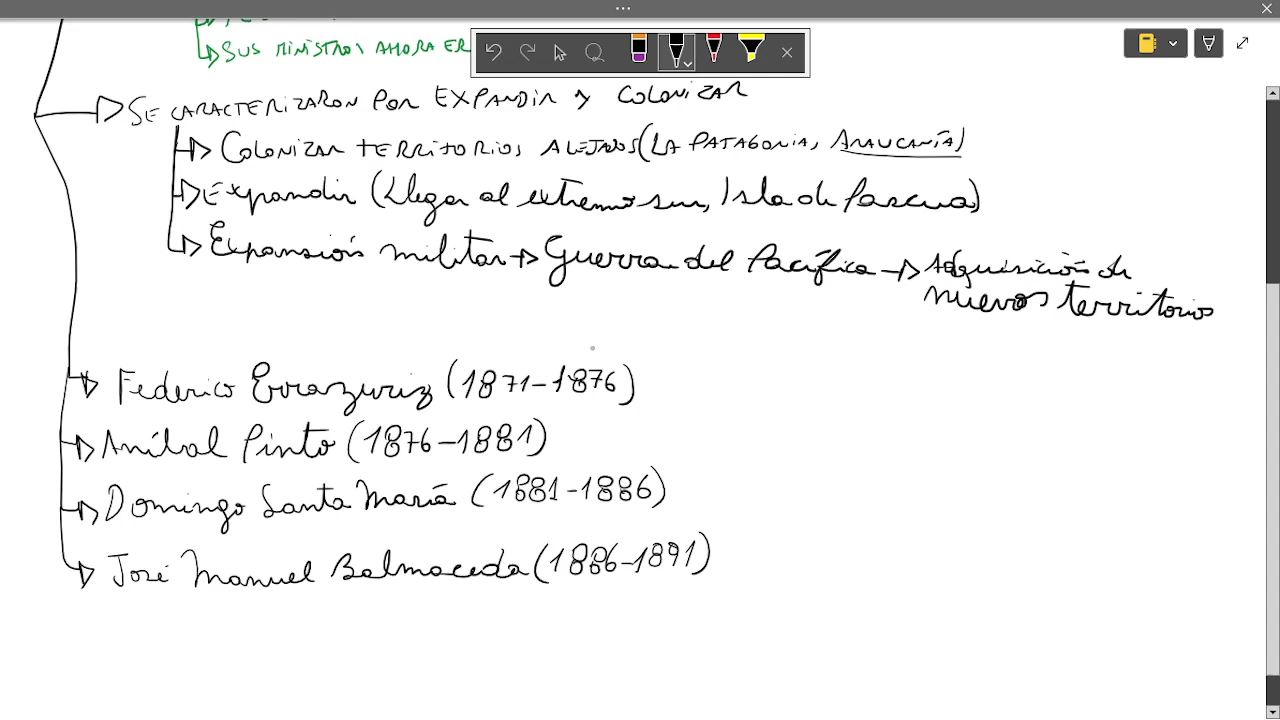 SUS MINISTROS AHORA ER
SE CARACTERIZARON POR EXPANDIR Y COLONIZAR
COLONIZAR TERRITORIOS ALEJADOS (LA PATAGONIA, ARAUCANÍA)
Expandir (Llegar al extremo sur, Isla de Pascua)
Expansión militar → Guerra del Pacífica → Adquisición de
nuevos territorios
Federico Errazuriz (1871-1876)
Aníbal Pinto (1876-1881)
Domingo Santa María (1881-1886)
José Manuel Balmaceda (1886-1891)